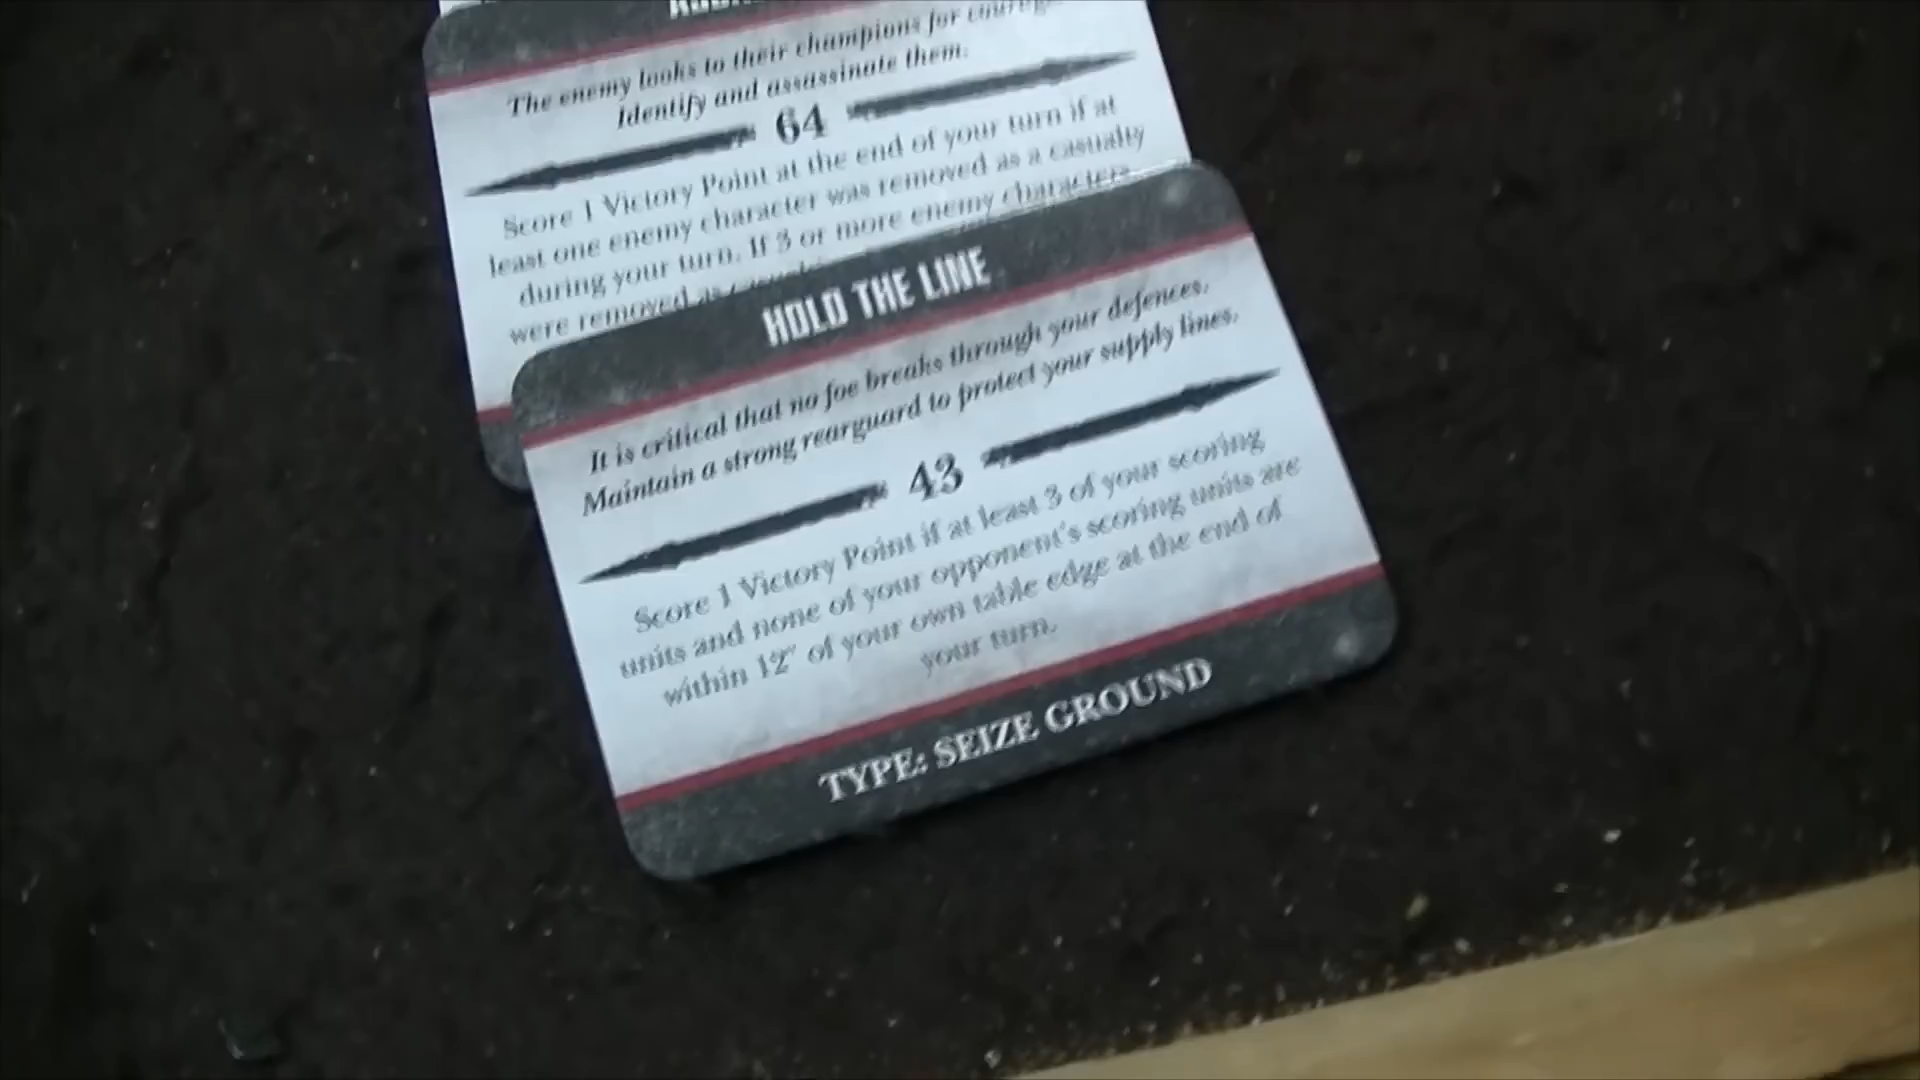 The enemy looks to their champions for courage.
Identify and assassinate them.
64
Score 1 Victory Point at the end of your turn if at
least one enemy character was removed as a casualty
during your turn. If 3 or more enemy characters
were removed as
HOLD THE LINE
It is critical that no foe breaks through your defences.
Maintain a strong rearguard to protect your supply lines.
43
Score 1 Victory Point if at least 3 of your scoring
units and none of your opponent's scoring units are
within 12" of your own table edge at the end of
your turn.
TYPE: SEIZE GROUND